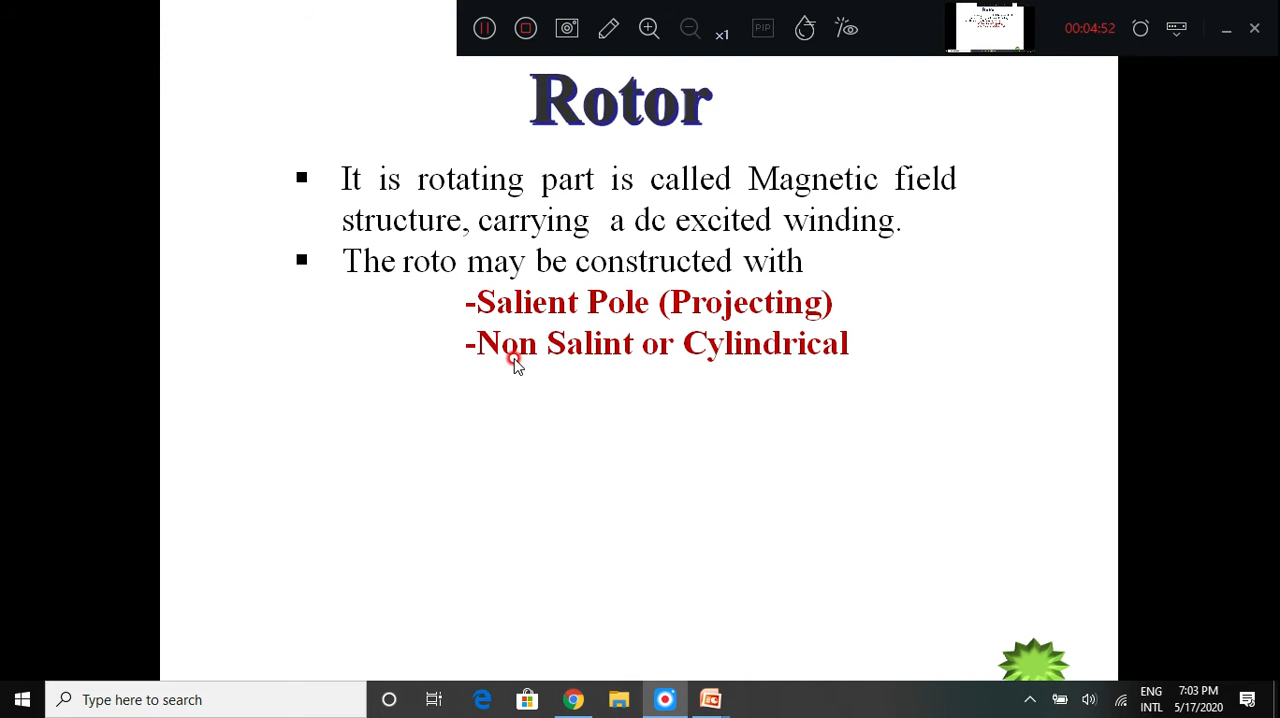 x1
PIP
00:04:52
Rotor
▪ It is rotating part is called Magnetic field
structure, carrying a dc excited winding.
▪ The roto may be constructed with
-Salient Pole (Projecting)
-Non Salint or Cylindrical
Type here to search
ENG
INTL
7:03 PM
5/17/2020